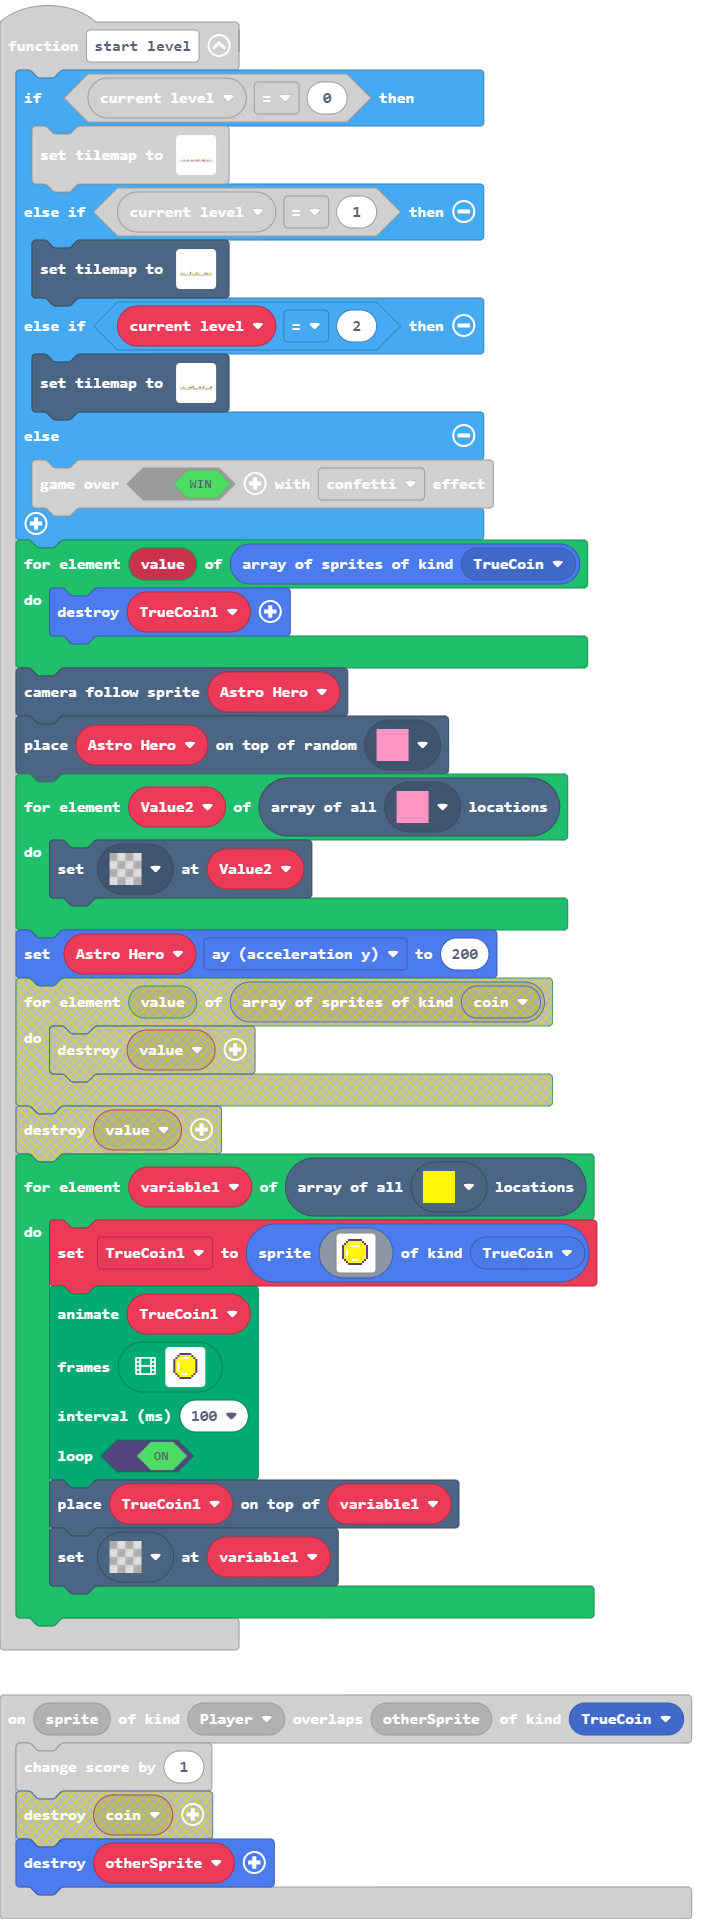 function start level
if current level = 0 then
set tilemap to
else if current level = 1 then
set tilemap to
else if current level = 2 then
set tilemap to
else
game over WIN with confetti effect
for element value of array of sprites of kind TrueCoin
do destroy TrueCoin1
camera follow sprite Astro Hero
place Astro Hero on top of random
for element Value2 of array of all locations
do set at Value2
set Astro Hero ay (acceleration y) to 200
for element value of array of sprites of kind coin
do destroy value
destroy value
for element variable1 of array of all locations
do set TrueCoin1 to sprite of kind TrueCoin
animate TrueCoin1
frames
interval (ms) 100
loop ON
place TrueCoin1 on top of variable1
set at variable1
on sprite of kind Player overlaps otherSprite of kind TrueCoin
change score by 1
destroy coin
destroy otherSprite